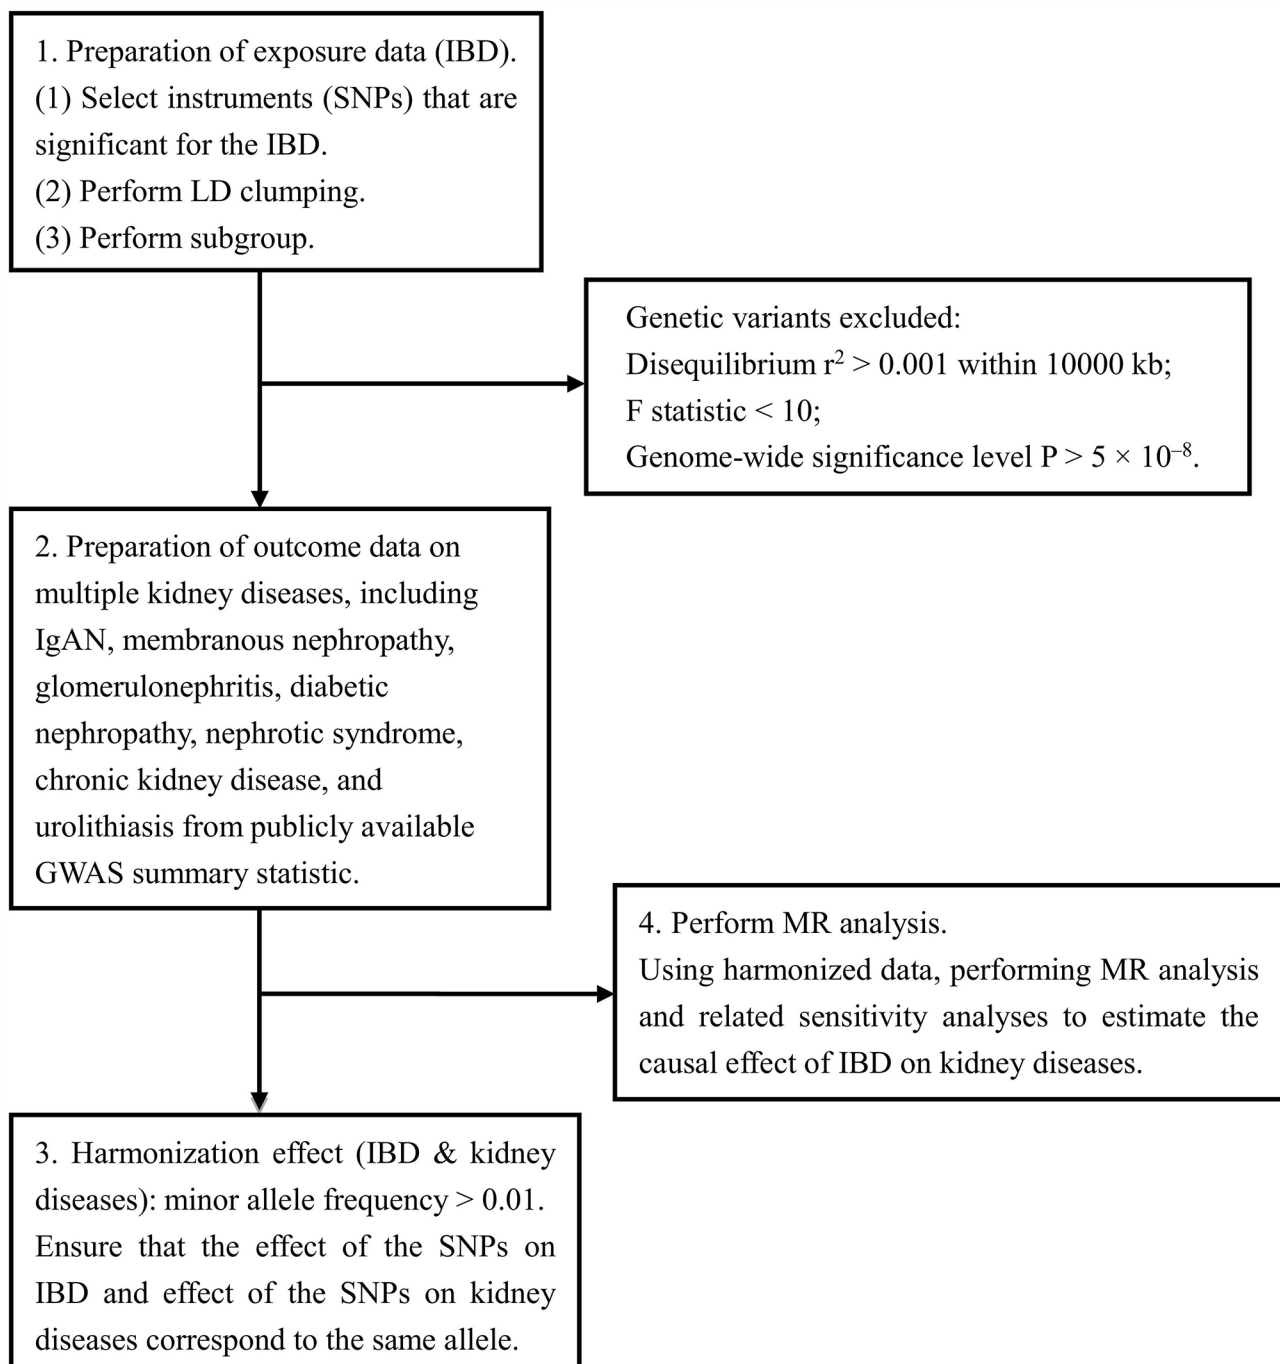 1. Preparation of exposure data (IBD).
(1) Select instruments (SNPs) that are
significant for the IBD.
(2) Perform LD clumping.
(3) Perform subgroup.
Genetic variants excluded:
Disequilibrium r² > 0.001 within 10000 kb;
F statistic < 10;
Genome-wide significance level P > 5 × 10⁻⁸.
2. Preparation of outcome data on
multiple kidney diseases, including
IgAN, membranous nephropathy,
glomerulonephritis, diabetic
nephropathy, nephrotic syndrome,
chronic kidney disease, and
urolithiasis from publicly available
GWAS summary statistic.
4. Perform MR analysis.
Using harmonized data, performing MR analysis
and related sensitivity analyses to estimate the
causal effect of IBD on kidney diseases.
3. Harmonization effect (IBD & kidney
diseases): minor allele frequency > 0.01.
Ensure that the effect of the SNPs on
IBD and effect of the SNPs on kidney
diseases correspond to the same allele.